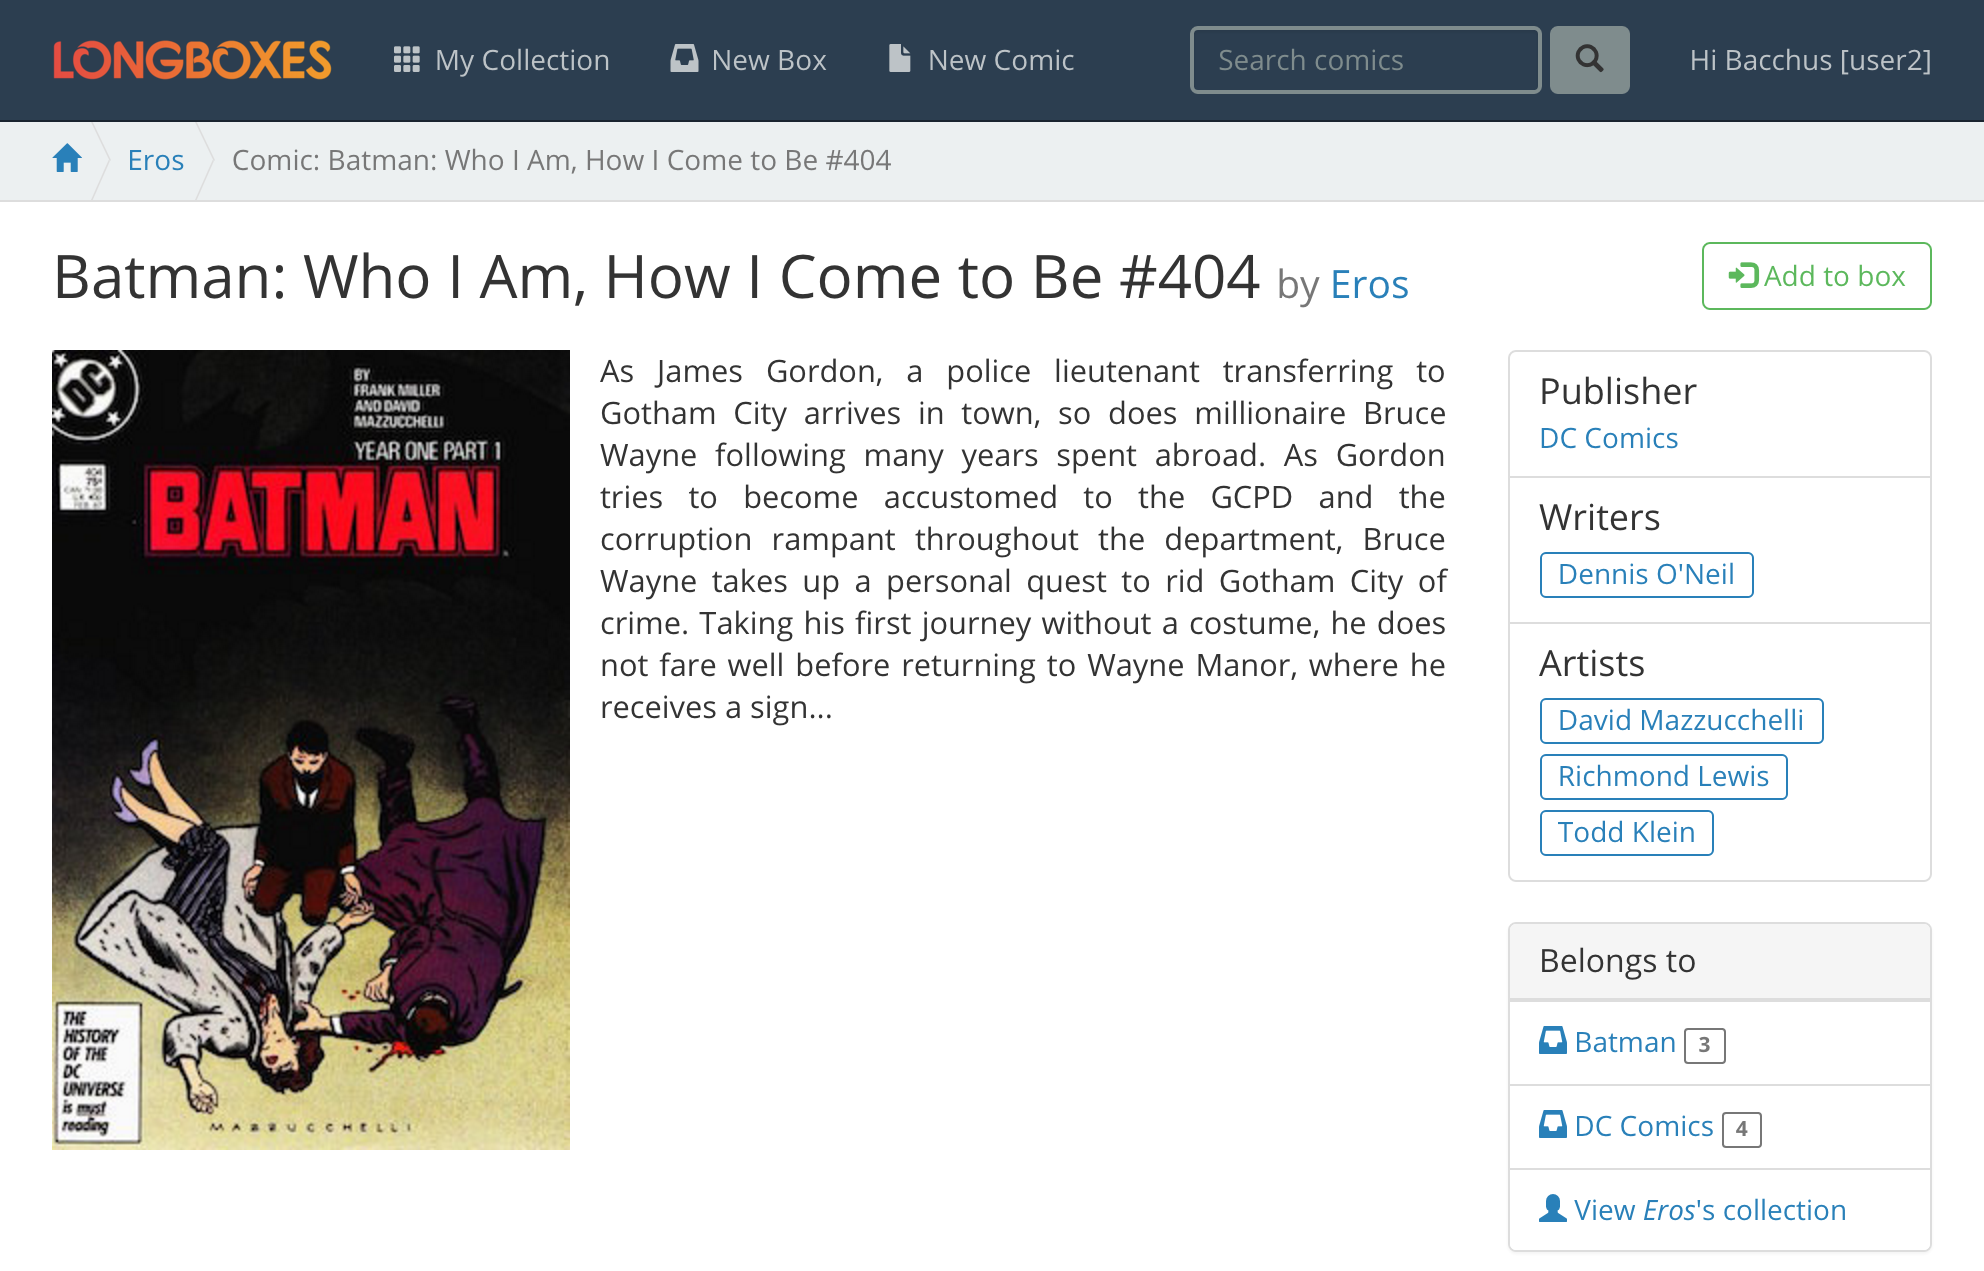 LONGBOXES
My Collection
New Box
New Comic
Search comics
Hi Bacchus [user2]
Eros
Comic: Batman: Who I Am, How I Come to Be #404
Batman: Who I Am, How I Come to Be #404 by Eros
Add to box
DC
BY
FRANK MILLER
AND DAVID
MAZZUCCHELLI
YEAR ONE PART 1
404
75¢
BATMAN
THE
HISTORY
OF THE
DC
UNIVERSE
is must
reading
MAZZUCCHELLI
As James Gordon, a police lieutenant transferring to
Gotham City arrives in town, so does millionaire Bruce
Wayne following many years spent abroad. As Gordon
tries to become accustomed to the GCPD and the
corruption rampant throughout the department, Bruce
Wayne takes up a personal quest to rid Gotham City of
crime. Taking his first journey without a costume, he does
not fare well before returning to Wayne Manor, where he
receives a sign...
Publisher
DC Comics
Writers
Dennis O'Neil
Artists
David Mazzucchelli
Richmond Lewis
Todd Klein
Belongs to
Batman 3
DC Comics 4
View Eros's collection